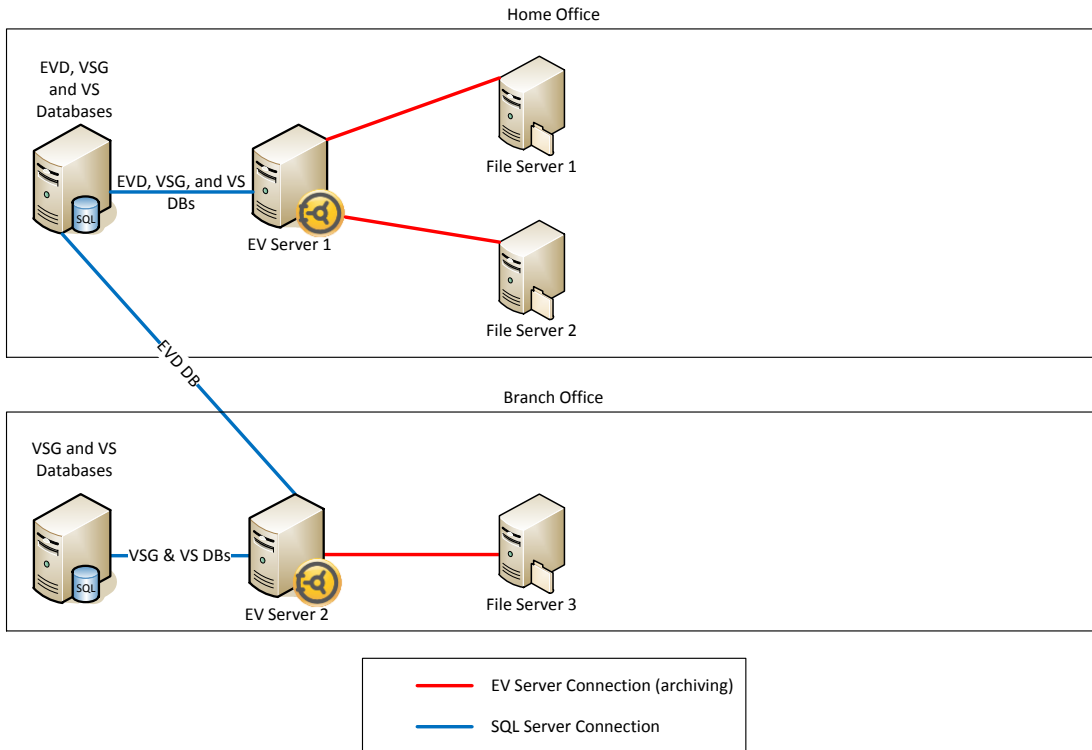 Home Office
EVD, VSG
and VS
Databases
SQL
EVD, VSG, and VS
DBs
EV Server 1
File Server 1
File Server 2
EVD DB
Branch Office
VSG and VS
Databases
SQL
VSG & VS DBs
EV Server 2
File Server 3
EV Server Connection (archiving)
SQL Server Connection